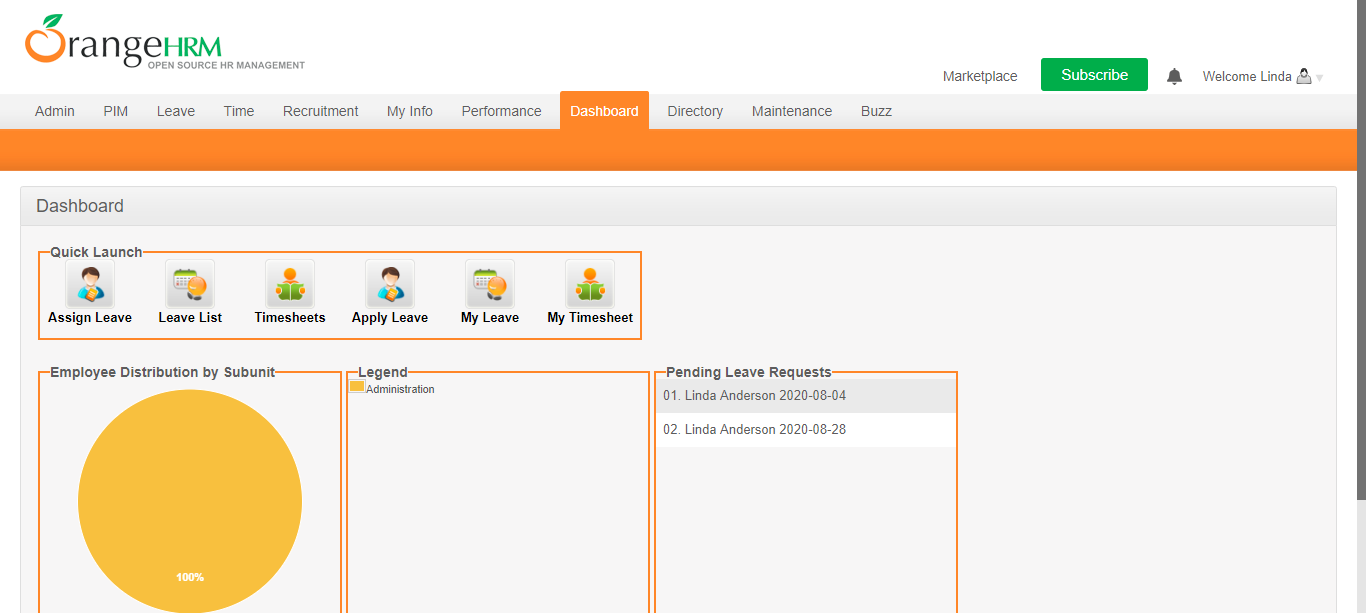 OrangeHRM
OPEN SOURCE HR MANAGEMENT
Marketplace Subscribe Welcome Linda
Admin PIM Leave Time Recruitment My Info Performance Dashboard Directory Maintenance Buzz
Dashboard
Quick Launch
Assign Leave Leave List Timesheets Apply Leave My Leave My Timesheet
Employee Distribution by Subunit Legend Pending Leave Requests
Administration
01. Linda Anderson 2020-08-04
02. Linda Anderson 2020-08-28
100%